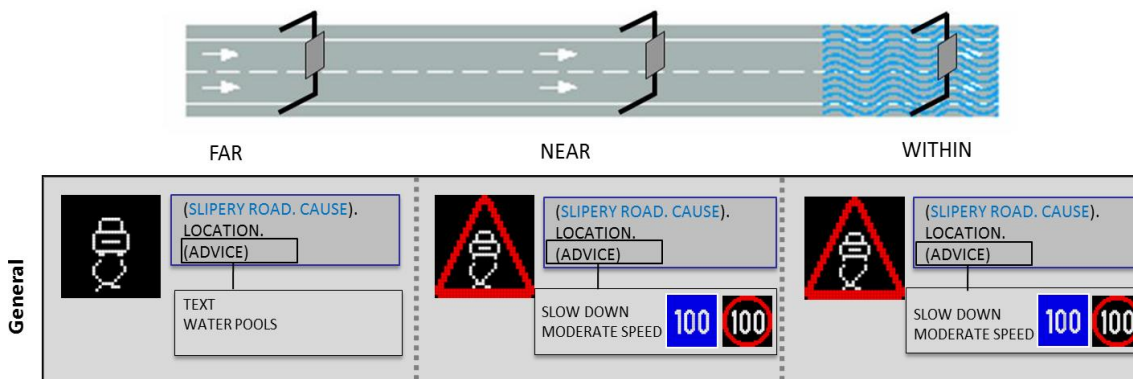 FAR
NEAR
WITHIN
General
(SLIPERY ROAD. CAUSE).
LOCATION.
(ADVICE)
TEXT
WATER POOLS
(SLIPERY ROAD. CAUSE).
LOCATION.
(ADVICE)
SLOW DOWN
MODERATE SPEED
100
100
(SLIPERY ROAD. CAUSE).
LOCATION.
(ADVICE)
SLOW DOWN
MODERATE SPEED
100
100